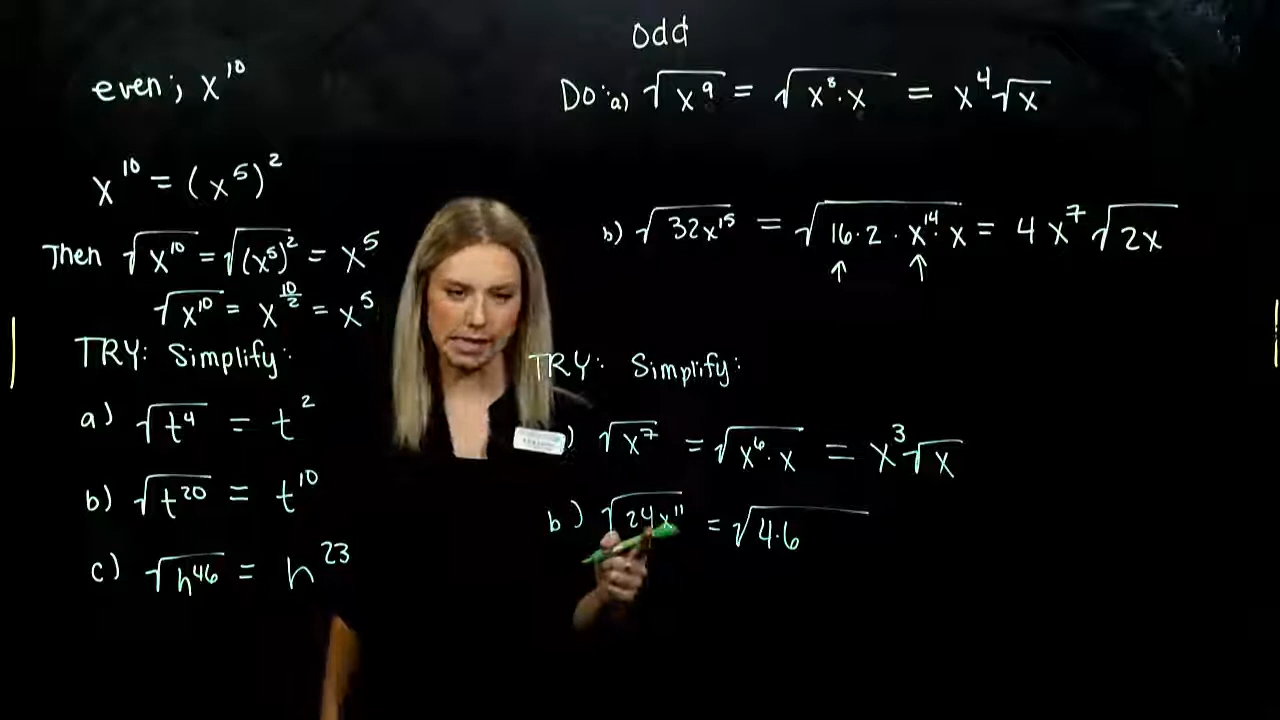 even; x¹⁰
x¹⁰ = (x⁵)²
Then √x¹⁰ = √(x⁵)² = x⁵
√x¹⁰ = x^(10/2) = x⁵
TRY: Simplify:
a) √t⁴ = t²
b) √t²⁰ = t¹⁰
c) √h⁴⁶ = h²³
odd
Do: a) √x⁹ = √x⁸·x = x⁴√x
b) √32x¹⁵ = √16·2·x¹⁴·x = 4x⁷√2x
↑ ↑
TRY: Simplify:
) √x⁷ = √x⁶·x = x³√x
b) √24x¹¹ = √4·6